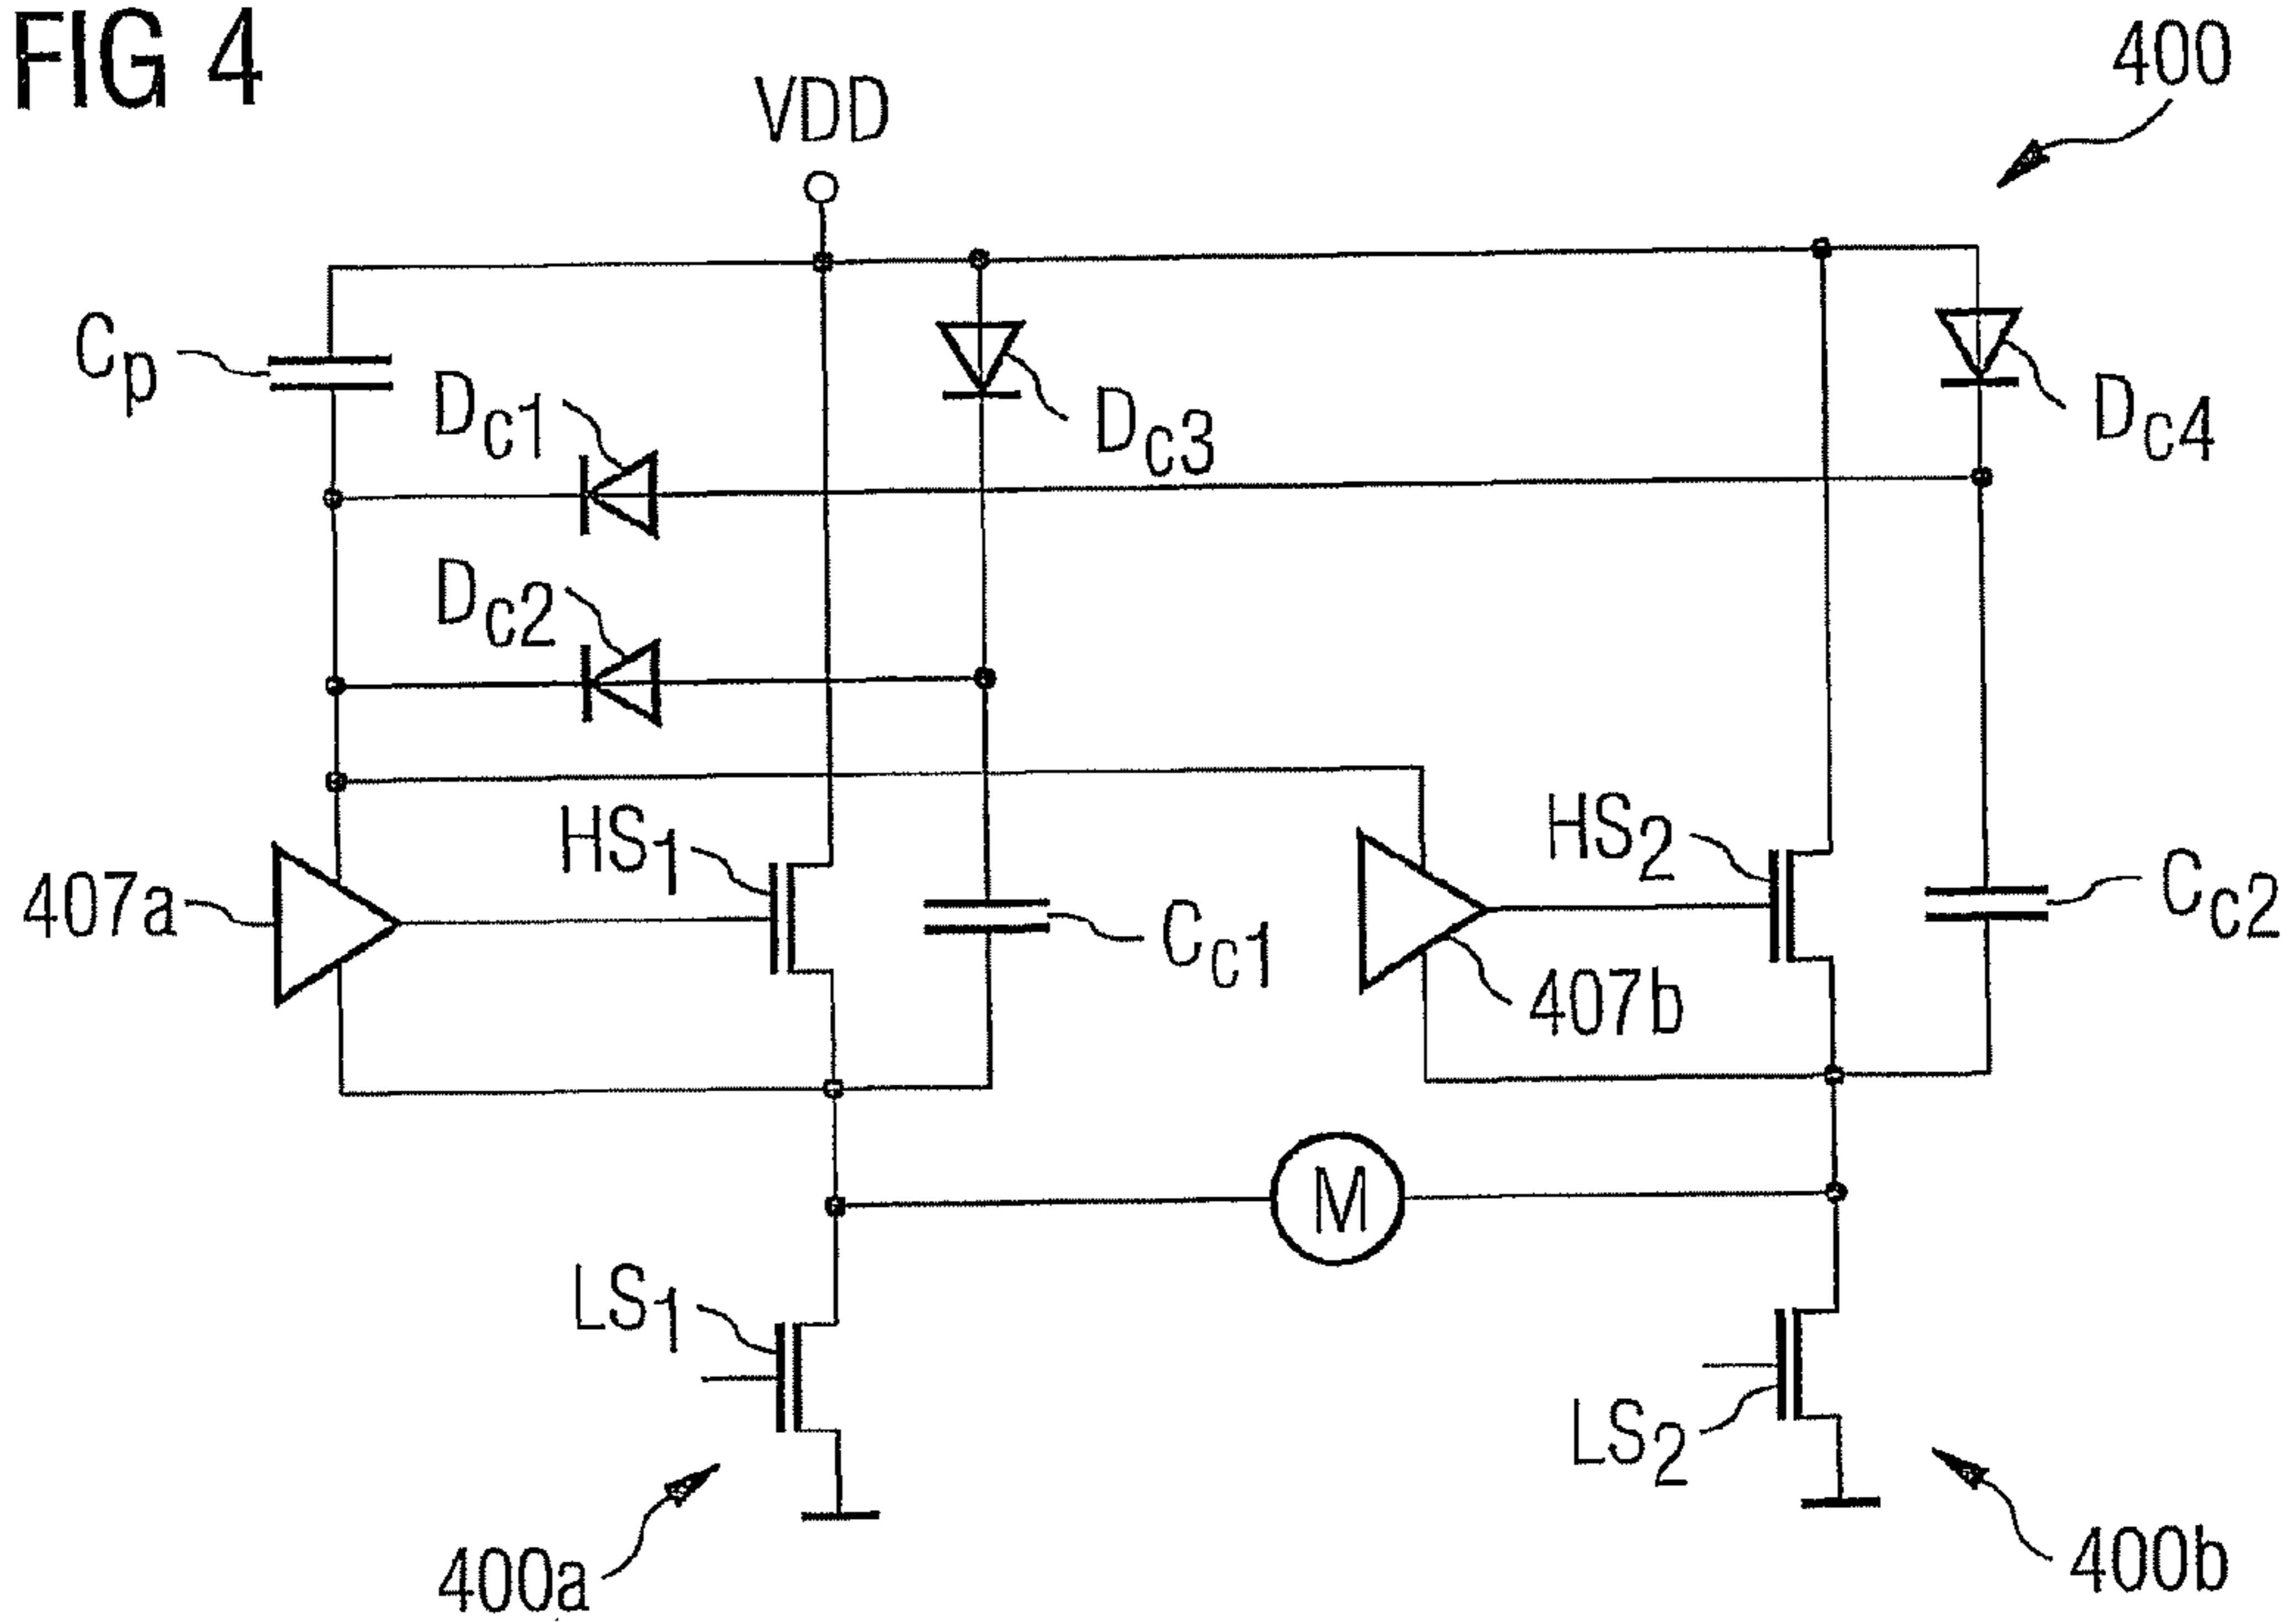 FIG 4
400
VDD
Cp
Dc1
Dc3
Dc4
Dc2
HS1
HS2
407a
Cc1
Cc2
407b
M
LS1
LS2
400a
400b